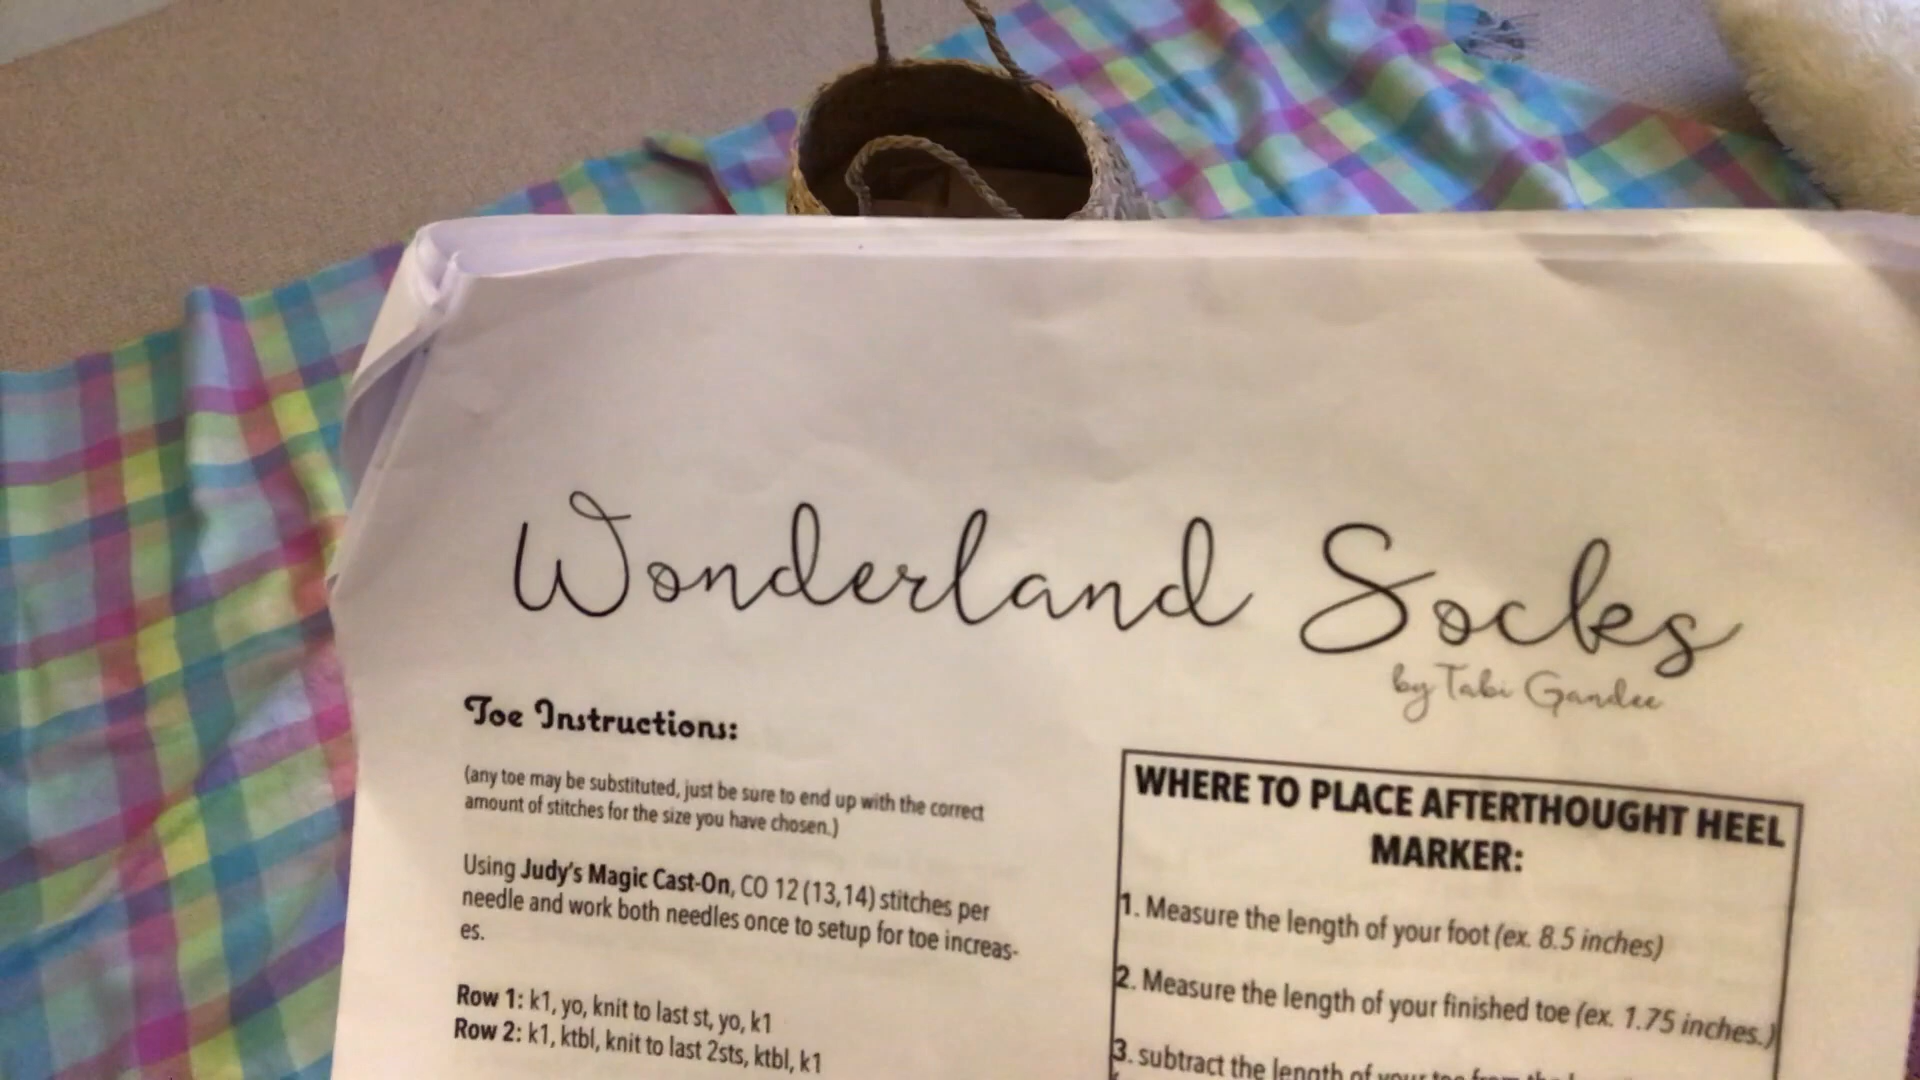 Wonderland Socks
by Tabi Gandee
Toe Instructions:
(any toe may be substituted, just be sure to end up with the correct
amount of stitches for the size you have chosen.)
Using Judy's Magic Cast-On, CO 12 (13,14) stitches per
needle and work both needles once to setup for toe increas-
es.
Row 1: k1, yo, knit to last st, yo, k1
Row 2: k1, ktbl, knit to last 2sts, ktbl, k1
WHERE TO PLACE AFTERTHOUGHT HEEL
MARKER:
1. Measure the length of your foot (ex. 8.5 inches)
2. Measure the length of your finished toe (ex. 1.75 inches.)
3. subtract the length of your toe from the